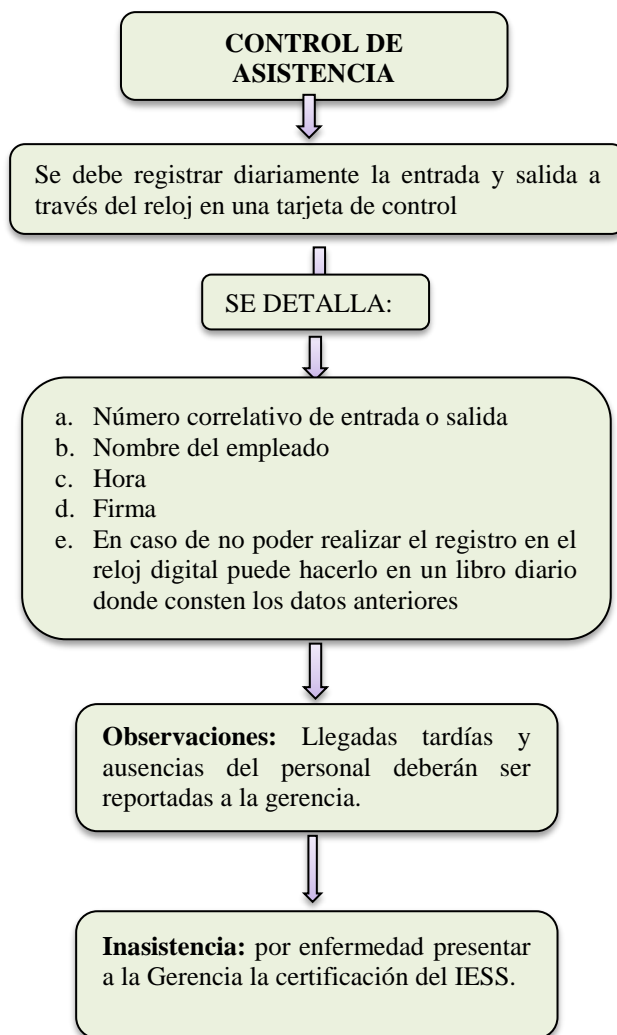 CONTROL DE
ASISTENCIA
Se debe registrar diariamente la entrada y salida a
través del reloj en una tarjeta de control
SE DETALLA:
a. Número correlativo de entrada o salida
b. Nombre del empleado
c. Hora
d. Firma
e. En caso de no poder realizar el registro en el
reloj digital puede hacerlo en un libro diario
donde consten los datos anteriores
Observaciones: Llegadas tardías y
ausencias del personal deberán ser
reportadas a la gerencia.
Inasistencia: por enfermedad presentar
a la Gerencia la certificación del IESS.